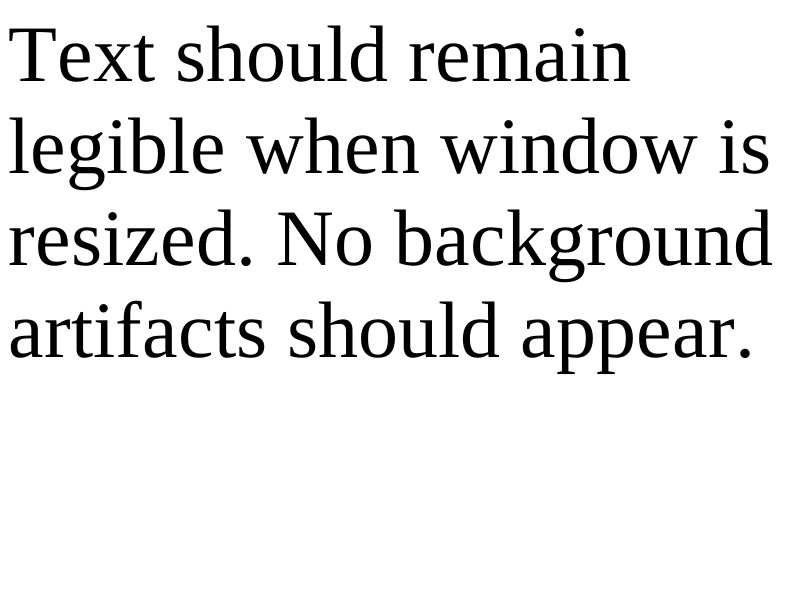 Text should remain
legible when window is
resized. No background
artifacts should appear.